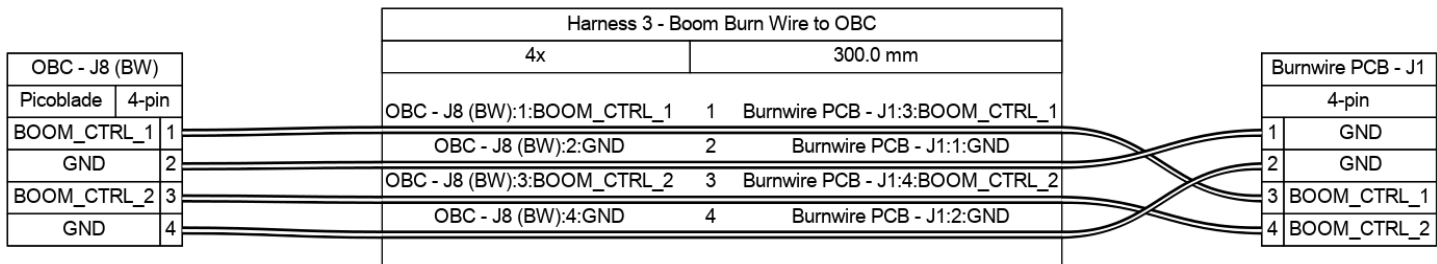 Harness 3 - Boom Burn Wire to OBC
4x 300.0 mm
OBC - J8 (BW)
Picoblade 4-pin
BOOM_CTRL_1 1
GND 2
BOOM_CTRL_2 3
GND 4
OBC - J8 (BW):1:BOOM_CTRL_1 1 Burnwire PCB - J1:3:BOOM_CTRL_1
OBC - J8 (BW):2:GND 2 Burnwire PCB - J1:1:GND
OBC - J8 (BW):3:BOOM_CTRL_2 3 Burnwire PCB - J1:4:BOOM_CTRL_2
OBC - J8 (BW):4:GND 4 Burnwire PCB - J1:2:GND
Burnwire PCB - J1
4-pin
1 GND
2 GND
3 BOOM_CTRL_1
4 BOOM_CTRL_2